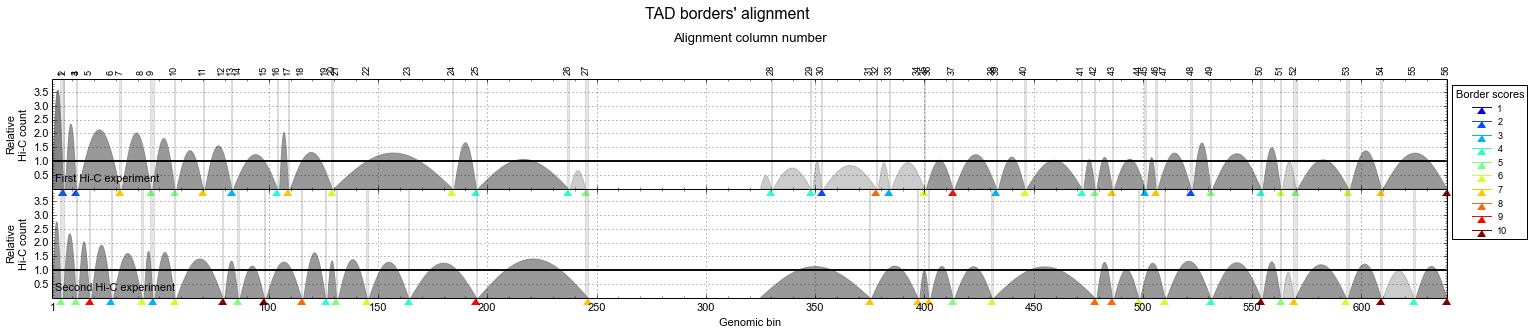 TAD borders' alignment
Alignment column number
5 6 7 8 9 10 11 12 13 14 15 16 17 18 19 20 21 22 23 24 25 26 27 28 29 30 31 32 33 34 36 37 39 40 41 42 43 44 45 46 47 48 49 50 51 52 53 54 55 56
Relative
Hi-C count
3.5
3.0
2.5
2.0
1.5
1.0
0.5
First Hi-C experiment
Relative
Hi-C count
3.5
3.0
2.5
2.0
1.5
1.0
0.5
Second Hi-C experiment
1 50 100 150 200 250 300 350 400 450 500 550 600
Genomic bin
Border scores
1
2
3
4
5
6
7
8
9
10